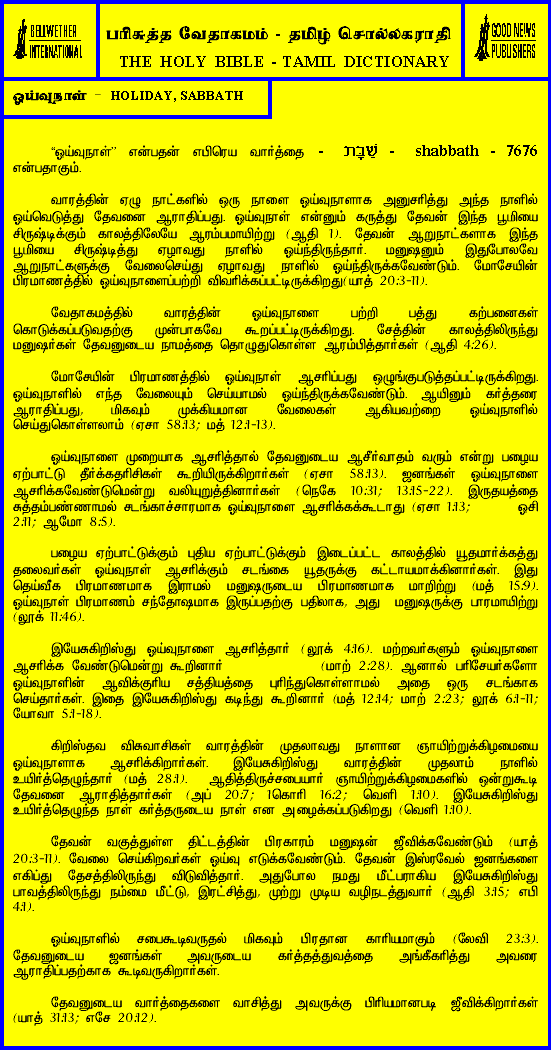 BELLWETHER
INTERNATIONAL
பரிசுத்த வேதாகமம் - தமிழ் சொல்லகராதி
THE HOLY BIBLE - TAMIL DICTIONARY
GOOD NEWS
PUBLISHERS
ஓய்வுநாள் – HOLIDAY, SABBATH
“ஓய்வுநாள்” என்பதன் எபிரெய வார்த்தை - שַׁבָּת - shabbath - 7676
என்பதாகும்.
வாரத்தின் ஏழு நாட்களில் ஒரு நாளை ஓய்வுநாளாக அனுசரித்து அந்த நாளில்
ஓய்வெடுத்து தேவனை ஆராதிப்பது. ஓய்வுநாள் என்னும் கருத்து தேவன் இந்த பூமியை
சிருஷ்டிக்கும் காலத்திலேயே ஆரம்பமாயிற்று (ஆதி 1). தேவன் ஆறுநாட்களாக இந்த
பூமியை சிருஷ்டித்து ஏழாவது நாளில் ஓய்ந்திருந்தார். மனுஷனும் இதுபோலவே
ஆறுநாட்களுக்கு வேலைசெய்து ஏழாவது நாளில் ஓய்ந்திருக்கவேண்டும். மோசேயின்
பிரமாணத்தில் ஓய்வுநாளைப்பற்றி விவரிக்கப்பட்டிருக்கிறது(யாத் 20:3-11).
வேதாகமத்தில் வாரத்தின் ஓய்வுநாளை பற்றி பத்து கற்பனைகள்
கொடுக்கப்படுவதற்கு முன்பாகவே கூறப்பட்டிருக்கிறது. சேத்தின் காலத்திலிருந்து
மனுஷர்கள் தேவனுடைய நாமத்தை தொழுதுகொள்ள ஆரம்பித்தார்கள் (ஆதி 4:26).
மோசேயின் பிரமாணத்தில் ஓய்வுநாள் ஆசரிப்பது ஒழுங்குபடுத்தப்பட்டிருக்கிறது.
ஓய்வுநாளில் எந்த வேலையும் செய்யாமல் ஓய்ந்திருக்கவேண்டும். ஆயினும் கர்த்தரை
ஆராதிப்பது, மிகவும் முக்கியமான வேலைகள் ஆகியவற்றை ஓய்வுநாளில்
செய்துகொள்ளலாம் (ஏசா 58:13; மத் 12:1-13).
ஓய்வுநாளை முறையாக ஆசரித்தால் தேவனுடைய ஆசீர்வாதம் வரும் என்று பழைய
ஏற்பாட்டு தீர்க்கதரிசிகள் கூறியிருக்கிறார்கள் (ஏசா 58:13). ஜனங்கள் ஓய்வுநாளை
ஆசரிக்கவேண்டுமென்று வலியுறுத்தினார்கள் (நெகே 10:31; 13:15-22). இருதயத்தை
சுத்தம்பண்ணாமல் சடங்காச்சாரமாக ஓய்வுநாளை ஆசரிக்கக்கூடாது (ஏசா 1:13; ஓசி
2:11; ஆமோ 8:5).
பழைய ஏற்பாட்டுக்கும் புதிய ஏற்பாட்டுக்கும் இடைப்பட்ட காலத்தில் யூதமார்க்கத்து
தலைவர்கள் ஓய்வுநாள் ஆசரிக்கும் சடங்கை யூதருக்கு கட்டாயமாக்கினார்கள். இது
தெய்வீக பிரமாணமாக இராமல் மனுஷருடைய பிரமாணமாக மாறிற்று (மத் 15:9).
ஓய்வுநாள் பிரமாணம் சந்தோஷமாக இருப்பதற்கு பதிலாக, அது மனுஷருக்கு பாரமாயிற்று
(லூக் 11:46).
இயேசுகிறிஸ்து ஓய்வுநாளை ஆசரித்தார் (லூக் 4:16). மற்றவர்களும் ஓய்வுநாளை
ஆசரிக்க வேண்டுமென்று கூறினார் (மாற் 2:28). ஆனால் பரிசேயர்களோ
ஓய்வுநாளின் ஆவிக்குரிய சத்தியத்தை புரிந்துகொள்ளாமல் அதை ஒரு சடங்காக
செய்தார்கள். இதை இயேசுகிறிஸ்து கடிந்து கூறினார் (மத் 12:14; மாற் 2:23; லூக் 6:1-11;
யோவா 5:1-18).
கிறிஸ்தவ விசுவாசிகள் வாரத்தின் முதலாவது நாளான ஞாயிற்றுக்கிழமையை
ஓய்வுநாளாக ஆசரிக்கிறார்கள். இயேசுகிறிஸ்து வாரத்தின் முதலாம் நாளில்
உயிர்த்தெழுந்தார் (மத் 28:1). ஆதித்திருச்சபையார் ஞாயிற்றுக்கிழமைகளில் ஒன்றுகூடி
தேவனை ஆராதித்தார்கள் (அப் 20:7; 1கொரி 16:2; வெளி 1:10). இயேசுகிறிஸ்து
உயிர்த்தெழுந்த நாள் கர்த்தருடைய நாள் என அழைக்கப்படுகிறது (வெளி 1:10).
தேவன் வகுத்துள்ள திட்டத்தின் பிரகாரம் மனுஷன் ஜீவிக்கவேண்டும் (யாத்
20:3-11). வேலை செய்கிறவர்கள் ஓய்வு எடுக்கவேண்டும். தேவன் இஸ்ரவேல் ஜனங்களை
எகிப்து தேசத்திலிருந்து விடுவித்தார். அதுபோல நமது மீட்பராகிய இயேசுகிறிஸ்து
பாவத்திலிருந்து நம்மை மீட்டு, இரட்சித்து, முற்று முடிய வழிநடத்துவார் (ஆதி 3:15; எபி
4:1).
ஓய்வுநாளில் சபைகூடிவருதல் மிகவும் பிரதான காரியமாகும் (லேவி 23:3).
தேவனுடைய ஜனங்கள் அவருடைய கர்த்தத்துவத்தை அங்கீகரித்து அவரை
ஆராதிப்பதற்காக கூடிவருகிறார்கள்.
தேவனுடைய வார்த்தைகளை வாசித்து அவருக்கு பிரியமானபடி ஜீவிக்கிறார்கள்
(யாத் 31:13; எசே 20:12).